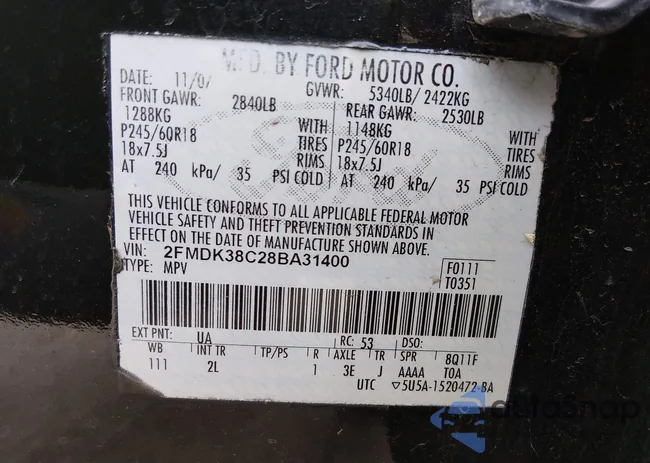 MFD. BY FORD MOTOR CO.
DATE: 11/07 GVWR: 5340LB/ 2422KG
FRONT GAWR: 2840LB REAR GAWR: 2530LB
1288KG WITH 1148KG WITH
P245/60R18 TIRES P245/60R18 TIRES
18x7.5J RIMS 18x7.5J RIMS
AT 240 kPa/ 35 PSI COLD AT 240 kPa/ 35 PSI COLD
THIS VEHICLE CONFORMS TO ALL APPLICABLE FEDERAL MOTOR
VEHICLE SAFETY AND THEFT PREVENTION STANDARDS IN
EFFECT ON THE DATE OF MANUFACTURE SHOWN ABOVE.
VIN: 2FMDK38C28BA31400 F0111
TYPE: MPV T0351
EXT PNT: UA RC: 53 DSO:
WB INT TR TP/PS R AXLE TR SPR 8Q11F
111 2L 1 3E J AAAA TOA
UTC ▽5U5A-1520472-BA
autoSnap